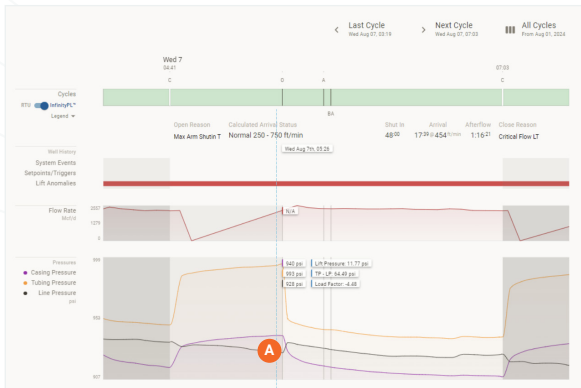 Last Cycle
Wed Aug 07, 03:19
Next Cycle
Wed Aug 07, 07:03
All Cycles
From Aug 01, 2024
Wed 7
04:41
07:03
C
O
A
C
Cycles
RTU InfinityPL
Legend
BA
Open Reason
Calculated Arrival Status
Shut In
Arrival
Afterflow
Close Reason
Max Arm Shutin T
Normal 250 - 750 ft/min
48:00
17:39 @ 454 ft/min
1:16:21
Critical Flow LT
Wed Aug 7th, 05:26
Well History
System Events
Setpoints/Triggers
Lift Anomalies
Flow Rate
Mcf/d
0
N/A
Pressures
Casing Pressure
Tubing Pressure
Line Pressure
psi
940 psi
993 psi
928 psi
Lift Pressure: 11.77 psi
TP - LP: 64.49 psi
Load Factor: -4.48
A
907